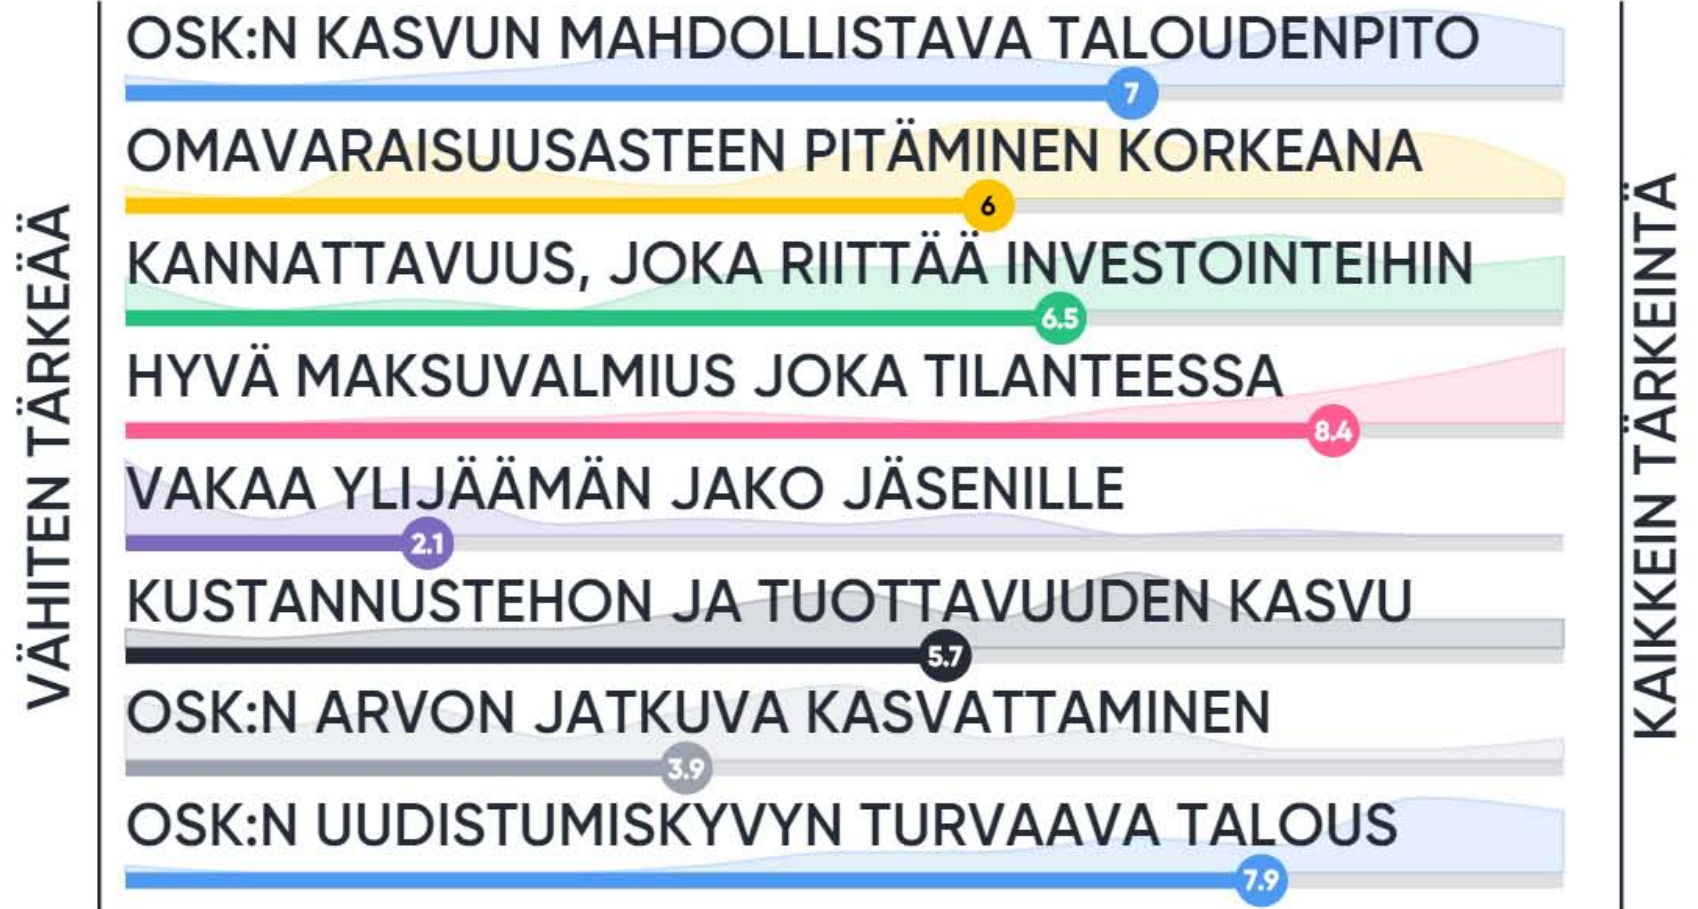 OSK:N KASVUN MAHDOLLISTAVA TALOUDENPITO
7
OMAVARAISUUSASTEEN PITÄMINEN KORKEANA
6
KANNATTAVUUS, JOKA RIITTÄÄ INVESTOINTEIHIN
6.5
HYVÄ MAKSUVALMIUS JOKA TILANTEESSA
8.4
VAKAA YLIJÄÄMÄN JAKO JÄSENILLE
2.1
KUSTANNUSTEHON JA TUOTTAVUUDEN KASVU
5.7
OSK:N ARVON JATKUVA KASVATTAMINEN
3.9
OSK:N UUDISTUMISKYVYN TURVAAVA TALOUS
7.9
VÄHITEN TÄRKEÄÄ
KAIKKEIN TÄRKEINTÄ